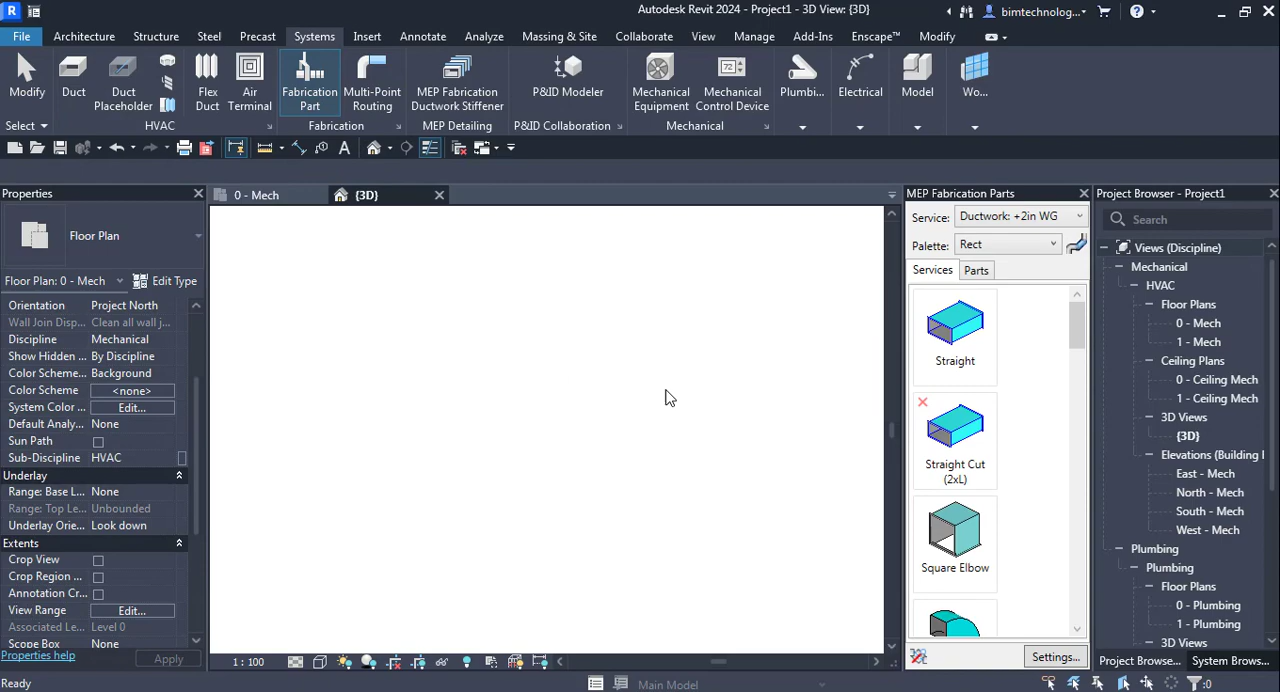 R
Autodesk Revit 2024 - Project1 - 3D View: {3D}
bimtechnolog...
File Architecture Structure Steel Precast Systems Insert Annotate Analyze Massing & Site Collaborate View Manage Add-Ins Enscape™ Modify
Modify
Duct
Duct Placeholder
Flex Duct
Air Terminal
Fabrication Part
Multi-Point Routing
MEP Fabrication Ductwork Stiffener
P&ID Modeler
Mechanical Equipment
Mechanical Control Device
Plumbi...
Electrical
Model
Wo...
Select HVAC Fabrication MEP Detailing P&ID Collaboration Mechanical
Properties
Floor Plan
Floor Plan: 0 - Mech Edit Type
Orientation Project North
Wall Join Disp... Clean all wall j...
Discipline Mechanical
Show Hidden ... By Discipline
Color Scheme... Background
Color Scheme <none>
System Color ... Edit...
Default Analy... None
Sun Path
Sub-Discipline HVAC
Underlay
Range: Base L... None
Range: Top Le... Unbounded
Underlay Orie... Look down
Extents
Crop View
Crop Region ...
Annotation Cr...
View Range Edit...
Associated Le... Level 0
Scope Box None
Properties help Apply
0 - Mech {3D}
1 : 100
MEP Fabrication Parts
Service: Ductwork: +2in WG
Palette: Rect
Services Parts
Straight
Straight Cut
(2xL)
Square Elbow
Settings...
Project Browser - Project1
Search
Views (Discipline)
Mechanical
HVAC
Floor Plans
0 - Mech
1 - Mech
Ceiling Plans
0 - Ceiling Mech
1 - Ceiling Mech
3D Views
{3D}
Elevations (Building
East - Mech
North - Mech
South - Mech
West - Mech
Plumbing
Plumbing
Floor Plans
0 - Plumbing
1 - Plumbing
3D Views
Project Browse... System Brows...
Ready
Main Model
:0